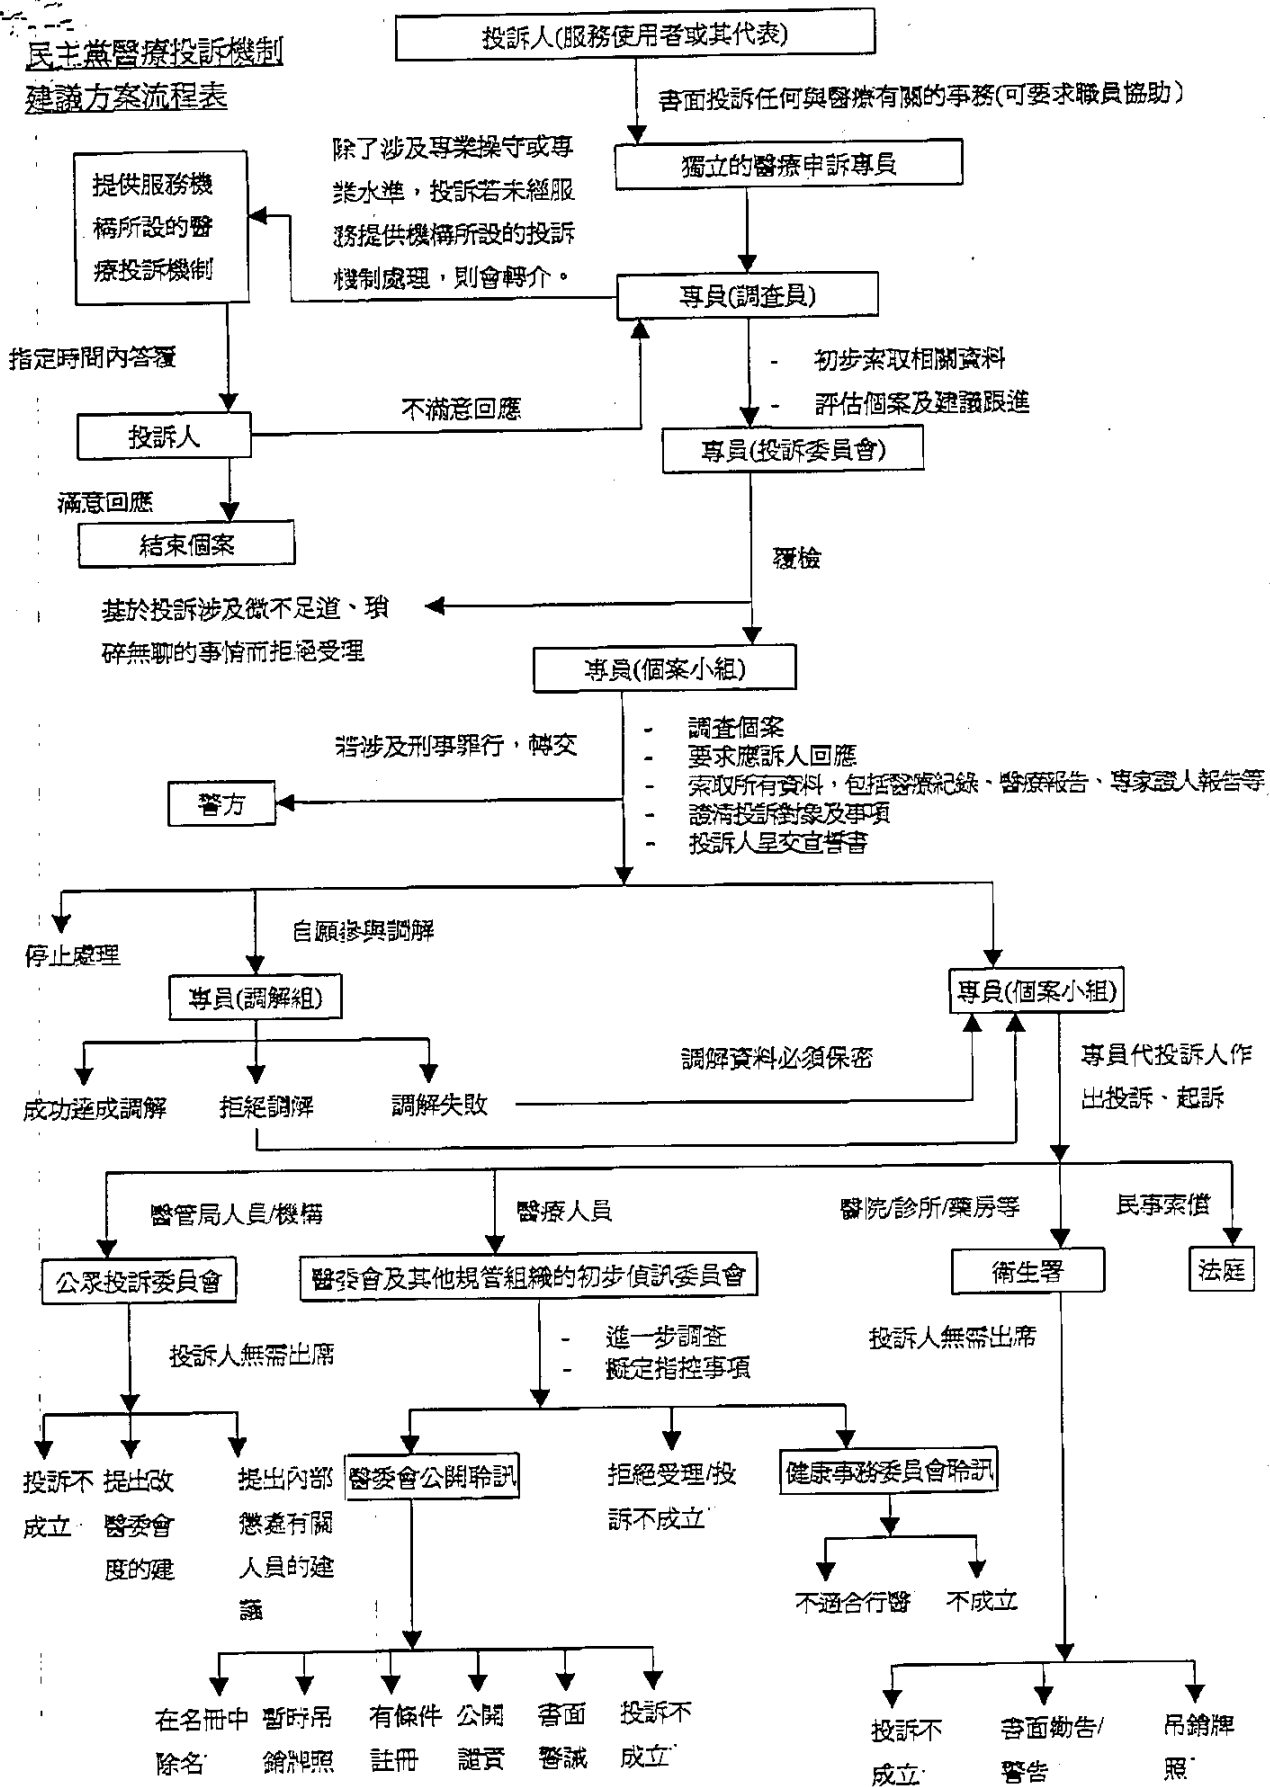 民主黨醫療投訴機制
建議方案流程表
投訴人(服務使用者或其代表)
書面投訴任何與醫療有關的事務(可要求職員協助)
獨立的醫療申訴專員
除了涉及專業操守或專
業水準，投訴若未經服
務提供機構所設的投訴
機制處理，則會轉介。
提供服務機
構所設的醫
療投訴機制
專員(調查員)
指定時間內答覆
- 初步索取相關資料
- 評估個案及建議跟進
不滿意回應
投訴人
專員(投訴委員會)
滿意回應
結束個案
覆檢
基於投訴涉及微不足道、瑣
碎無聊的事情而拒絕受理
專員(個案小組)
若涉及刑事罪行，轉交
- 調查個案
- 要求應訴人回應
- 索取所有資料，包括醫療紀錄、醫療報告、專家證人報告等
- 證清投訴對象及事項
- 投訴人呈交宣誓書
警方
停止處理
自願參與調解
專員(調解組)
專員(個案小組)
調解資料必須保密
專員代投訴人作
出投訴、起訴
成功達成調解
拒絕調解
調解失敗
醫管局人員/機構
醫療人員
醫院/診所/藥房等
民事索償
公眾投訴委員會
醫委會及其他規管組織的初步偵訊委員會
衛生署
法庭
投訴人無需出席
- 進一步調查
- 擬定指控事項
投訴人無需出席
投訴不
成立
提出改
醫委會
度的建
提出內部
懲處有關
人員的建
議
醫委會公開聆訊
拒絕受理/投
訴不成立
健康事務委員會聆訊
不適合行醫
不成立
在名冊中
除名
暫時吊
銷牌照
有條件
註冊
公開
譴責
書面
警誡
投訴不
成立
投訴不
成立
書面勸告/
警告
吊銷牌
照